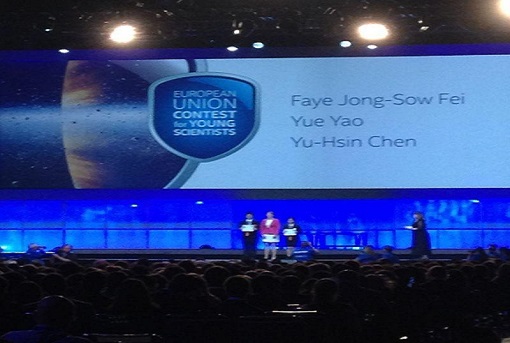 EUROPEAN
UNION
CONTEST
for YOUNG
SCIENTISTS
Faye Jong-Sow Fei
Yue Yao
Yu-Hsin Chen